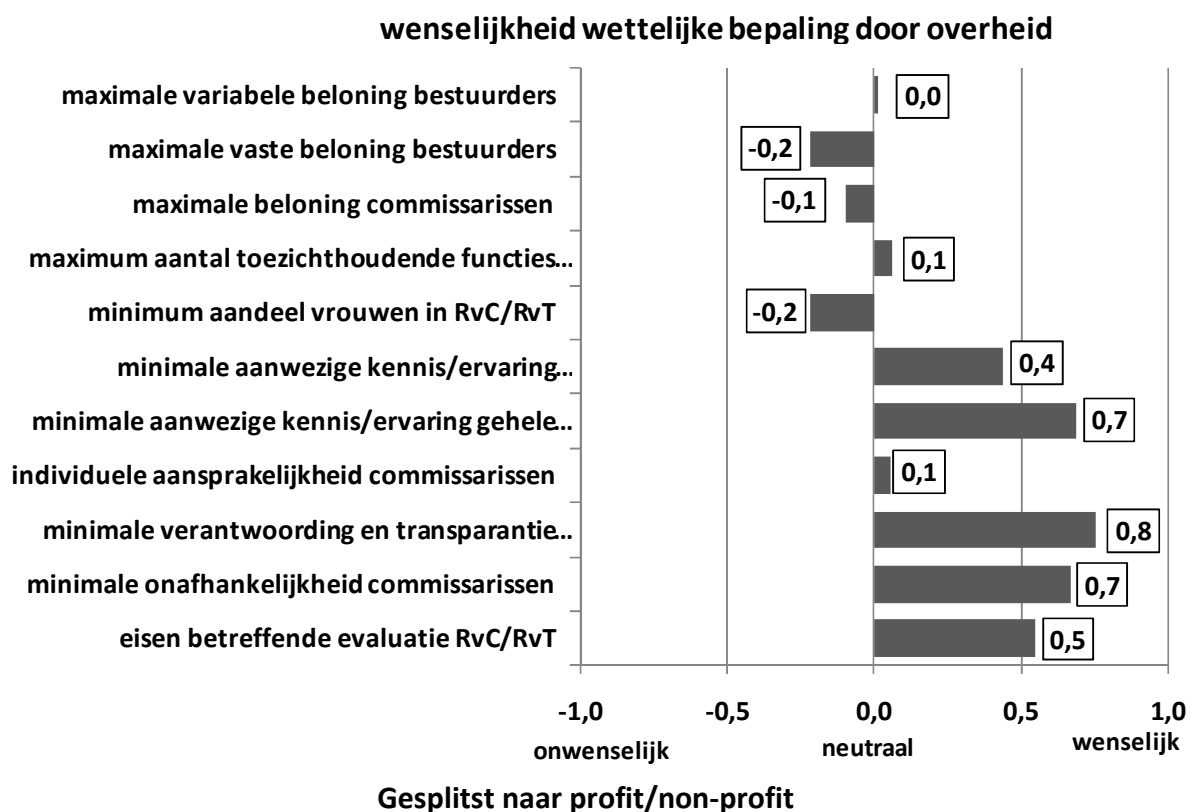 wenselijkheid wettelijke bepaling door overheid
maximale variabele beloning bestuurders 0,0
maximale vaste beloning bestuurders -0,2
maximale beloning commissarissen -0,1
maximum aantal toezichthoudende functies... 0,1
minimum aandeel vrouwen in RvC/RvT -0,2
minimale aanwezige kennis/ervaring... 0,4
minimale aanwezige kennis/ervaring gehele... 0,7
individuele aansprakelijkheid commissarissen 0,1
minimale verantwoording en transparantie... 0,8
minimale onafhankelijkheid commissarissen 0,7
eisen betreffende evaluatie RvC/RvT 0,5
-1,0 -0,5 0,0 0,5 1,0
onwenselijk neutraal wenselijk
Gesplitst naar profit/non-profit